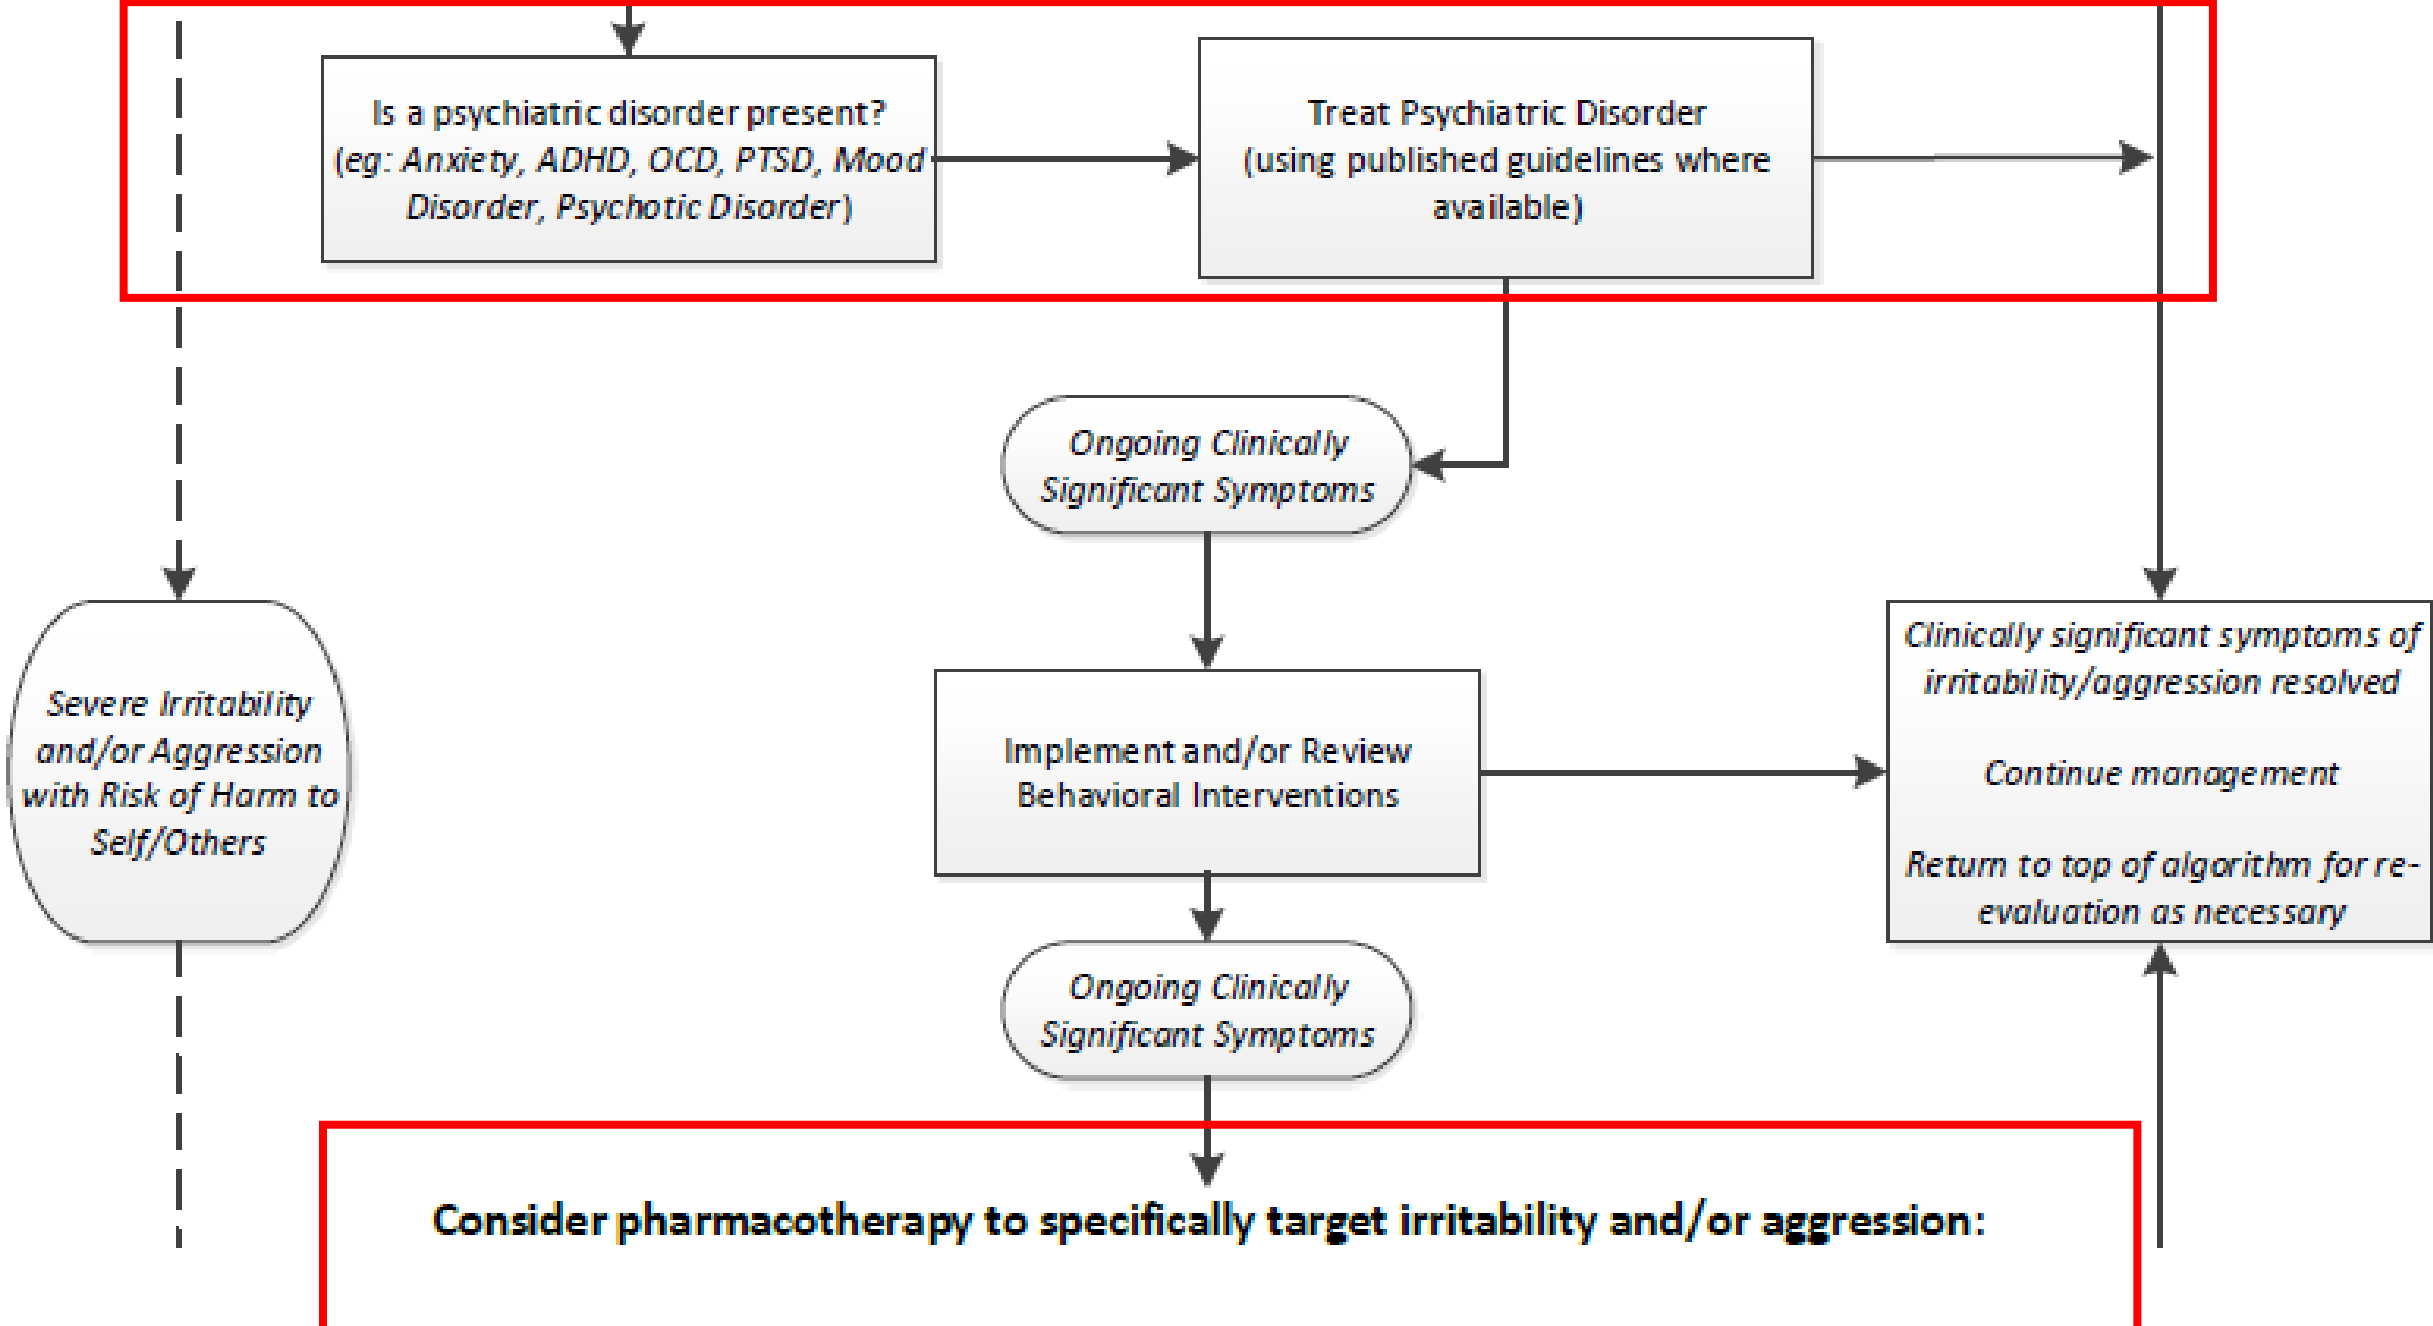 Is a psychiatric disorder present?
(eg: Anxiety, ADHD, OCD, PTSD, Mood
Disorder, Psychotic Disorder)
Treat Psychiatric Disorder
(using published guidelines where
available)
Ongoing Clinically
Significant Symptoms
Severe Irritability
and/or Aggression
with Risk of Harm to
Self/Others
Implement and/or Review
Behavioral Interventions
Clinically significant symptoms of
irritability/aggression resolved
Continue management
Return to top of algorithm for re-
evaluation as necessary
Ongoing Clinically
Significant Symptoms
Consider pharmacotherapy to specifically target irritability and/or aggression: